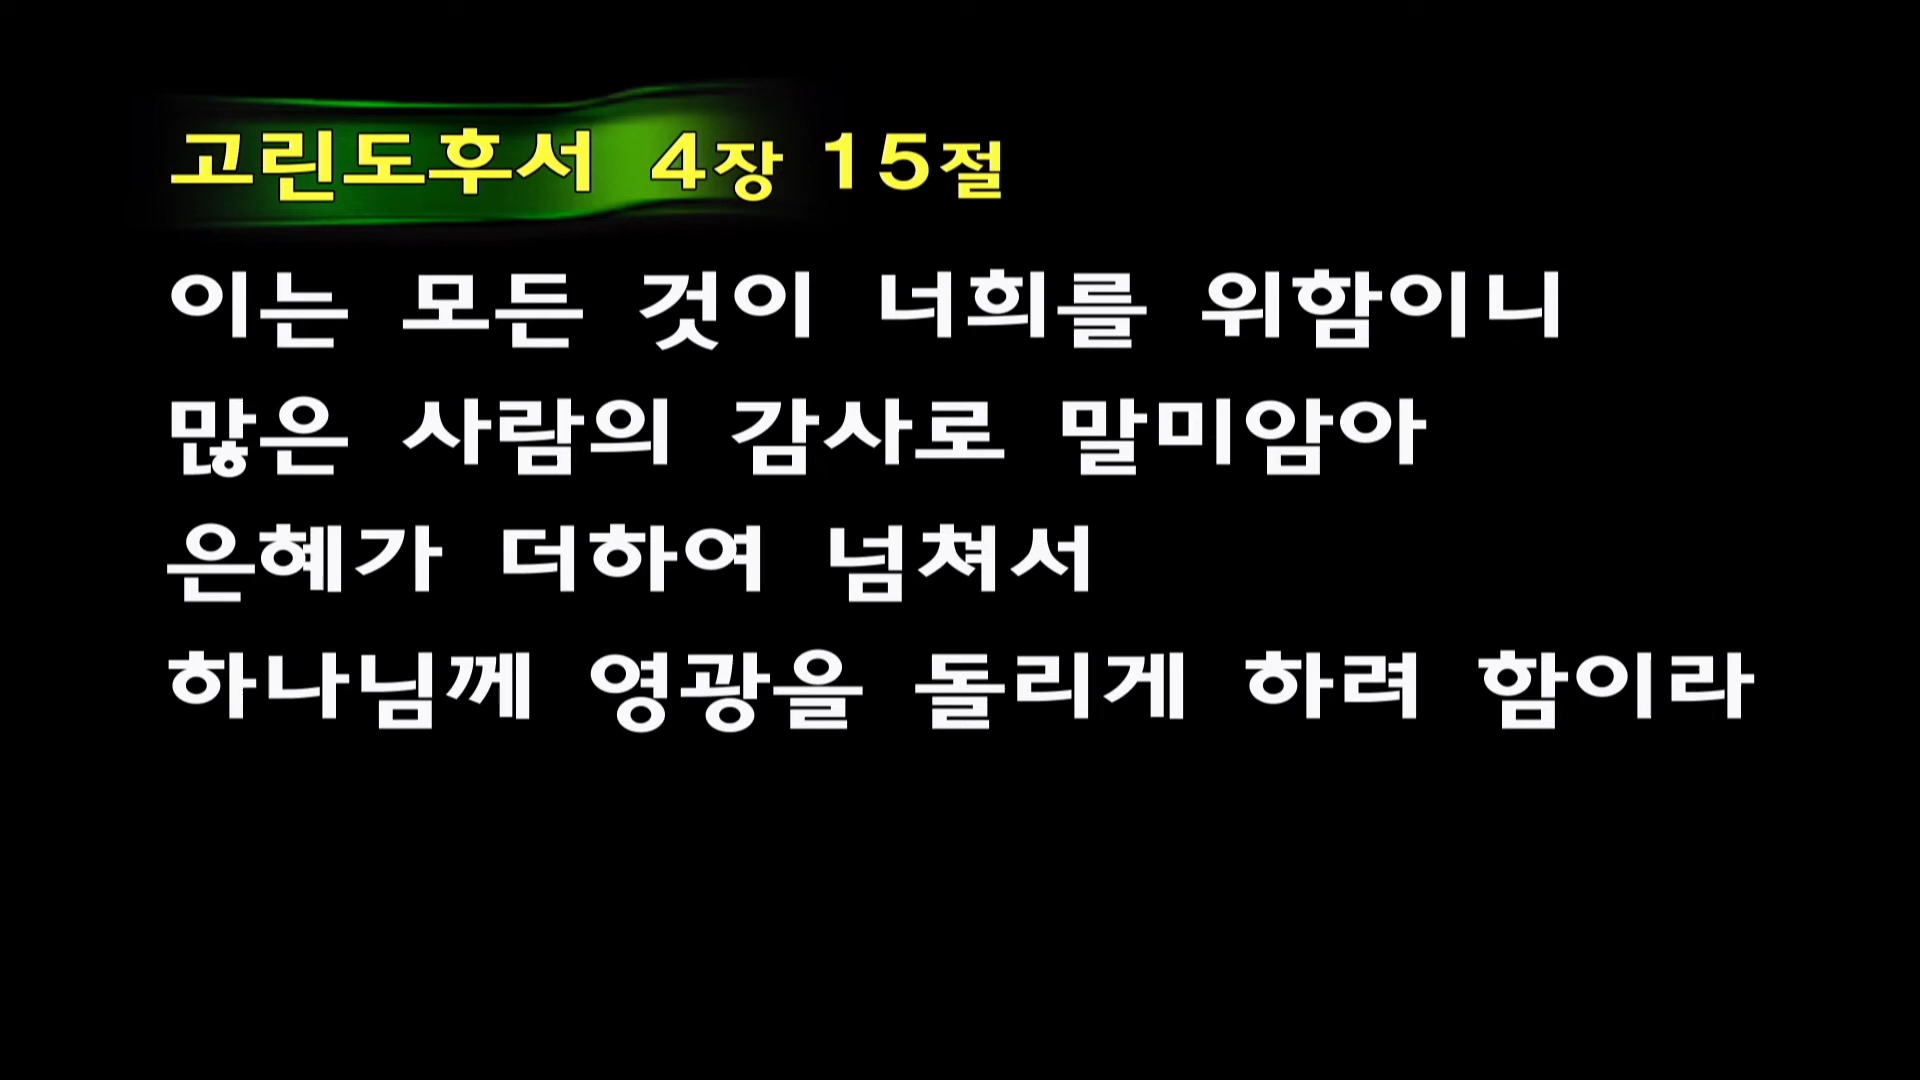 고린도후서 4장 15절
이는 모든 것이 너희를 위함이니
많은 사람의 감사로 말미암아
은혜가 더하여 넘쳐서
하나님께 영광을 돌리게 하려 함이라